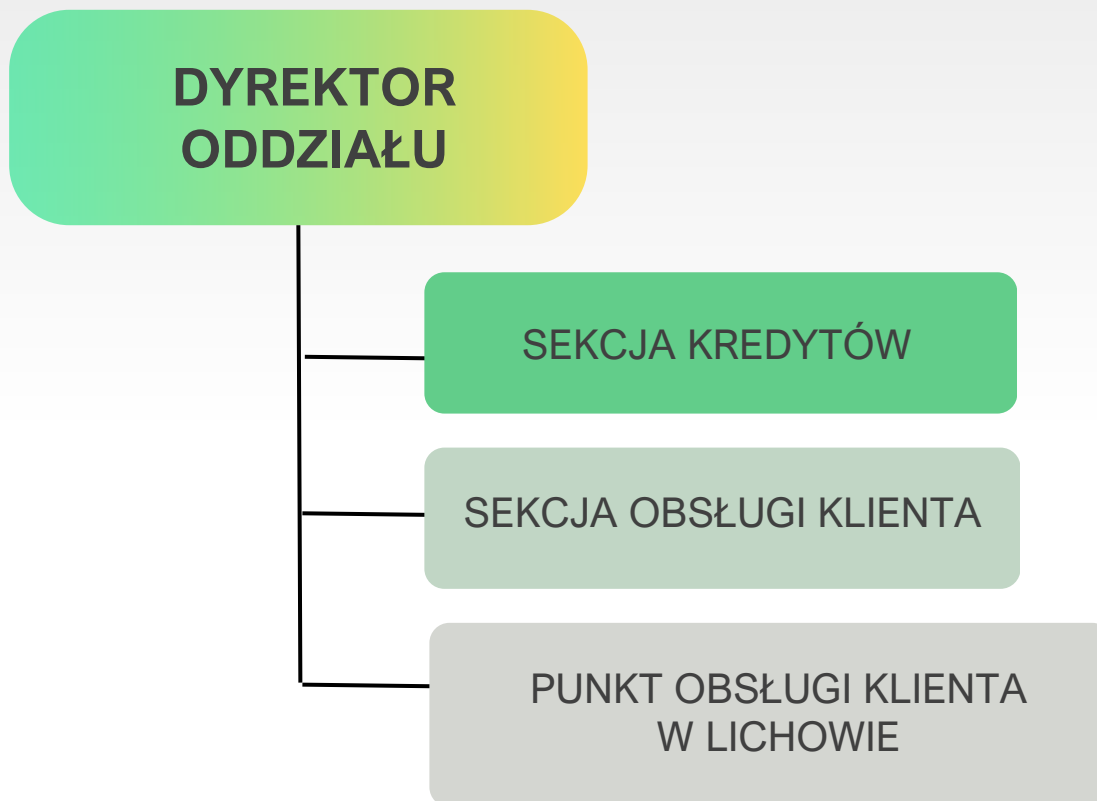 DYREKTOR
ODDZIAŁU
SEKCJA KREDYTÓW
SEKCJA OBSŁUGI KLIENTA
PUNKT OBSŁUGI KLIENTA
W LICHOWIE